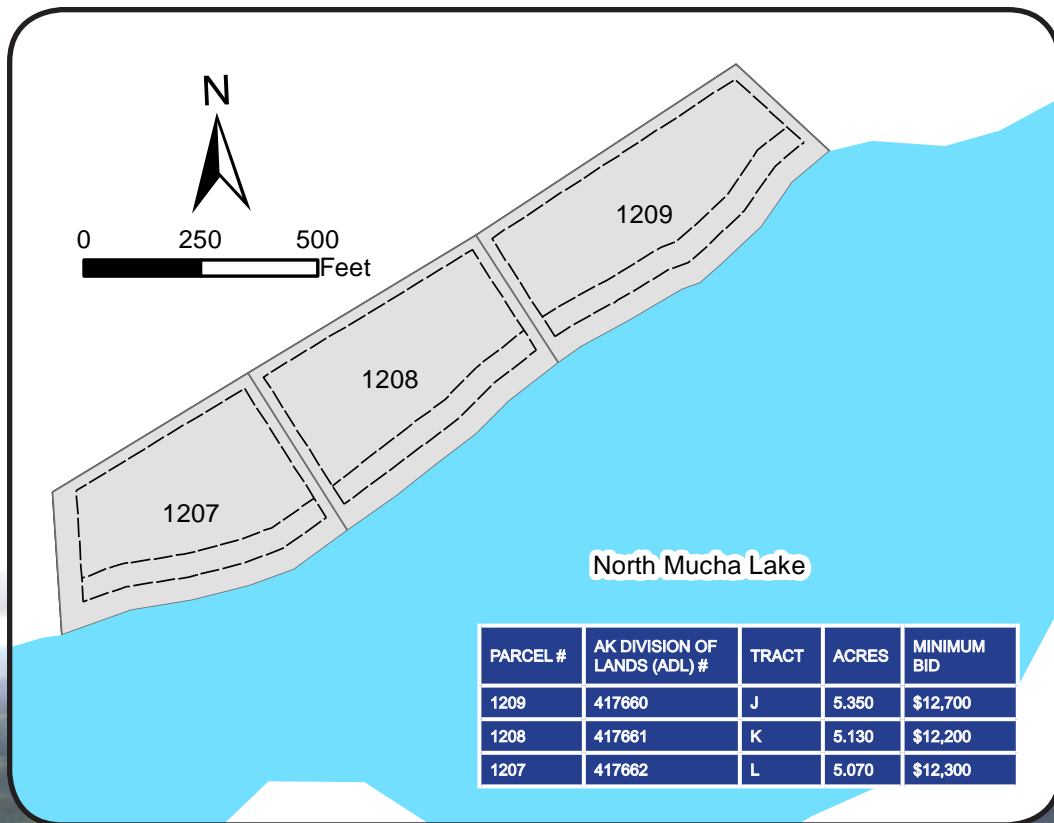 N
0 250 500
Feet
1209
1208
1207
North Mucha Lake
PARCEL # AK DIVISION OF LANDS (ADL) # TRACT ACRES MINIMUM BID
1209 417660 J 5.350 $12,700
1208 417661 K 5.130 $12,200
1207 417662 L 5.070 $12,300